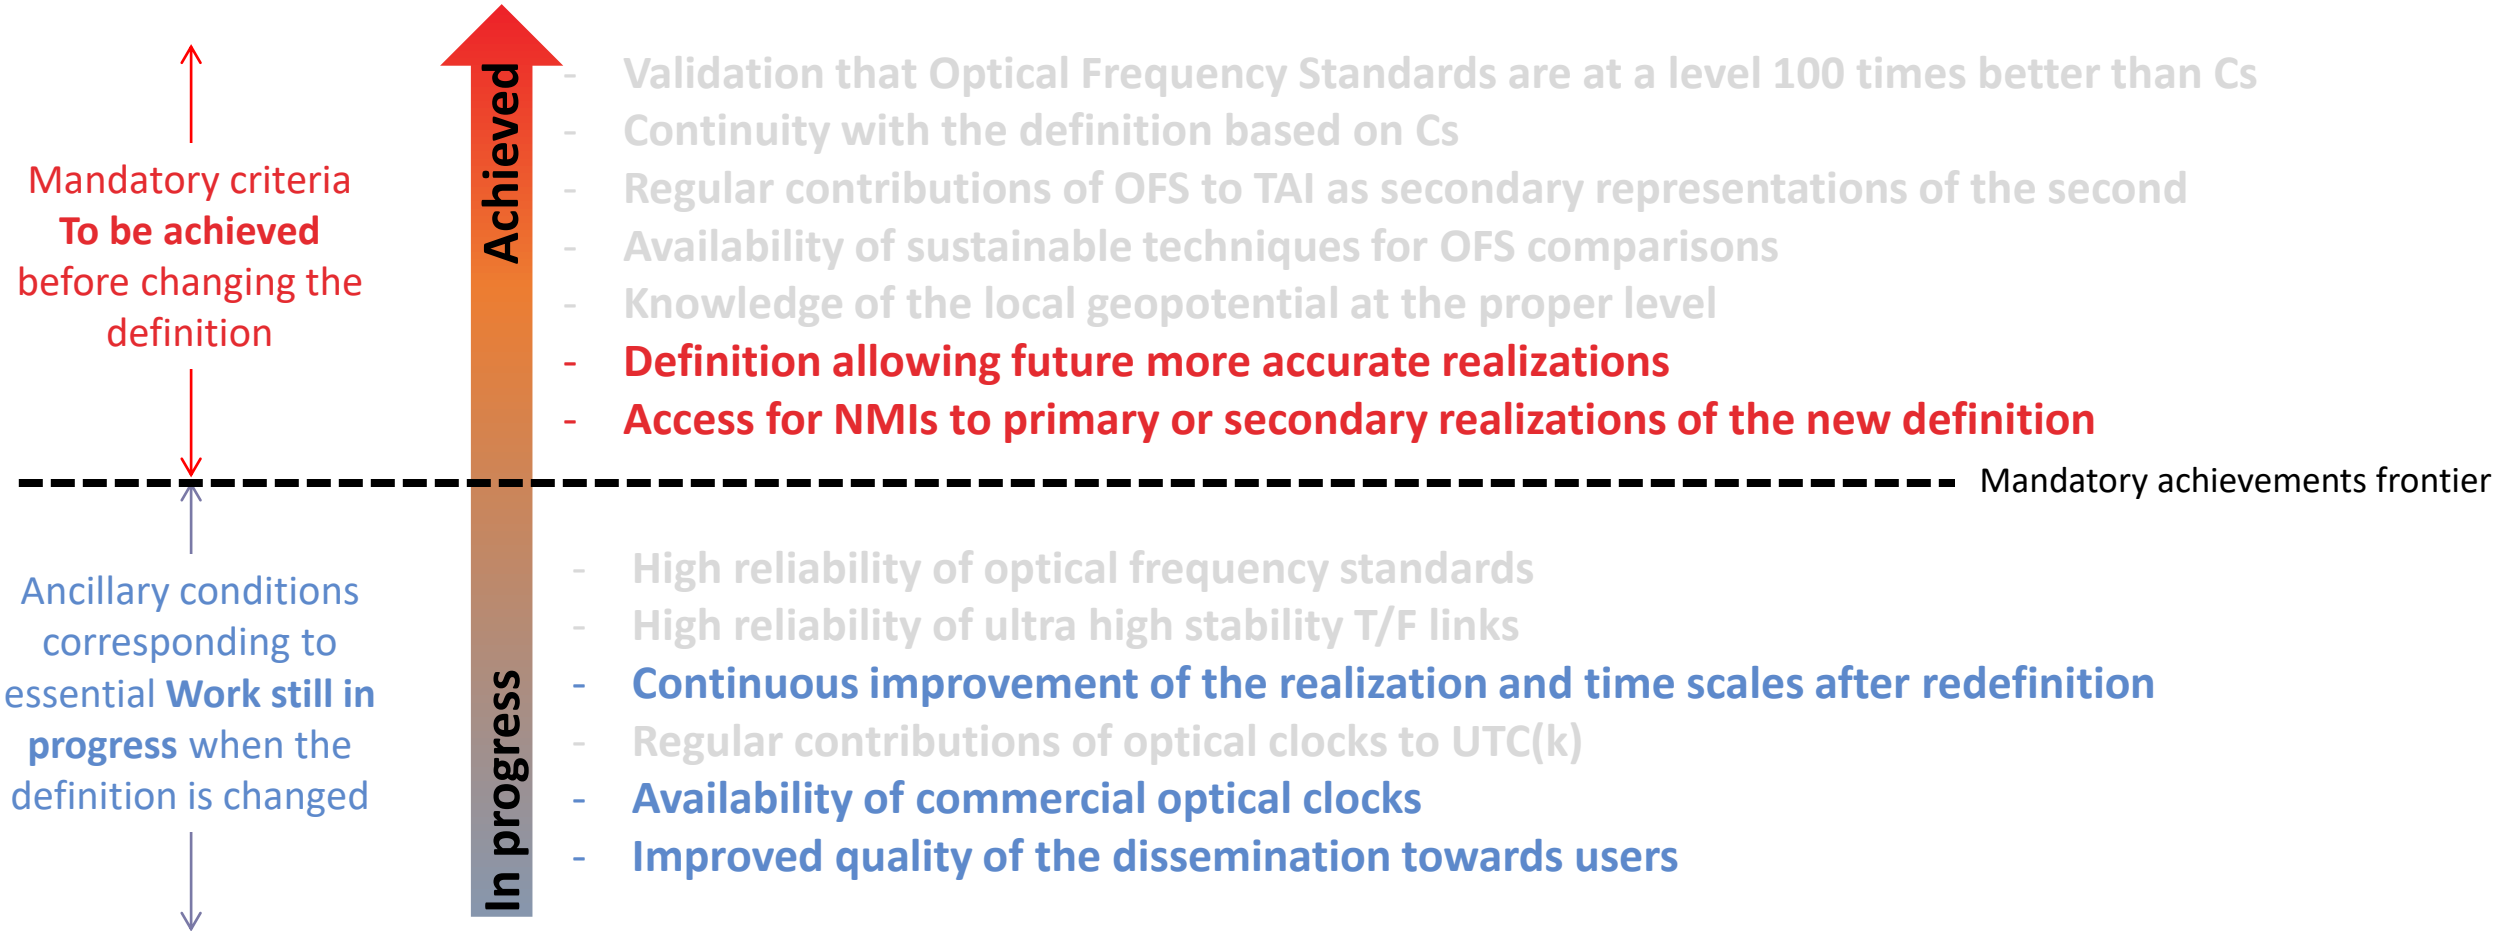 Mandatory criteria
To be achieved
before changing the
definition
Achieved
- Validation that Optical Frequency Standards are at a level 100 times better than Cs
- Continuity with the definition based on Cs
- Regular contributions of OFS to TAI as secondary representations of the second
- Availability of sustainable techniques for OFS comparisons
- Knowledge of the local geopotential at the proper level
- Definition allowing future more accurate realizations
- Access for NMIs to primary or secondary realizations of the new definition
Mandatory achievements frontier
Ancillary conditions
corresponding to
essential Work still in
progress when the
definition is changed
In progress
- High reliability of optical frequency standards
- High reliability of ultra high stability T/F links
- Continuous improvement of the realization and time scales after redefinition
- Regular contributions of optical clocks to UTC(k)
- Availability of commercial optical clocks
- Improved quality of the dissemination towards users